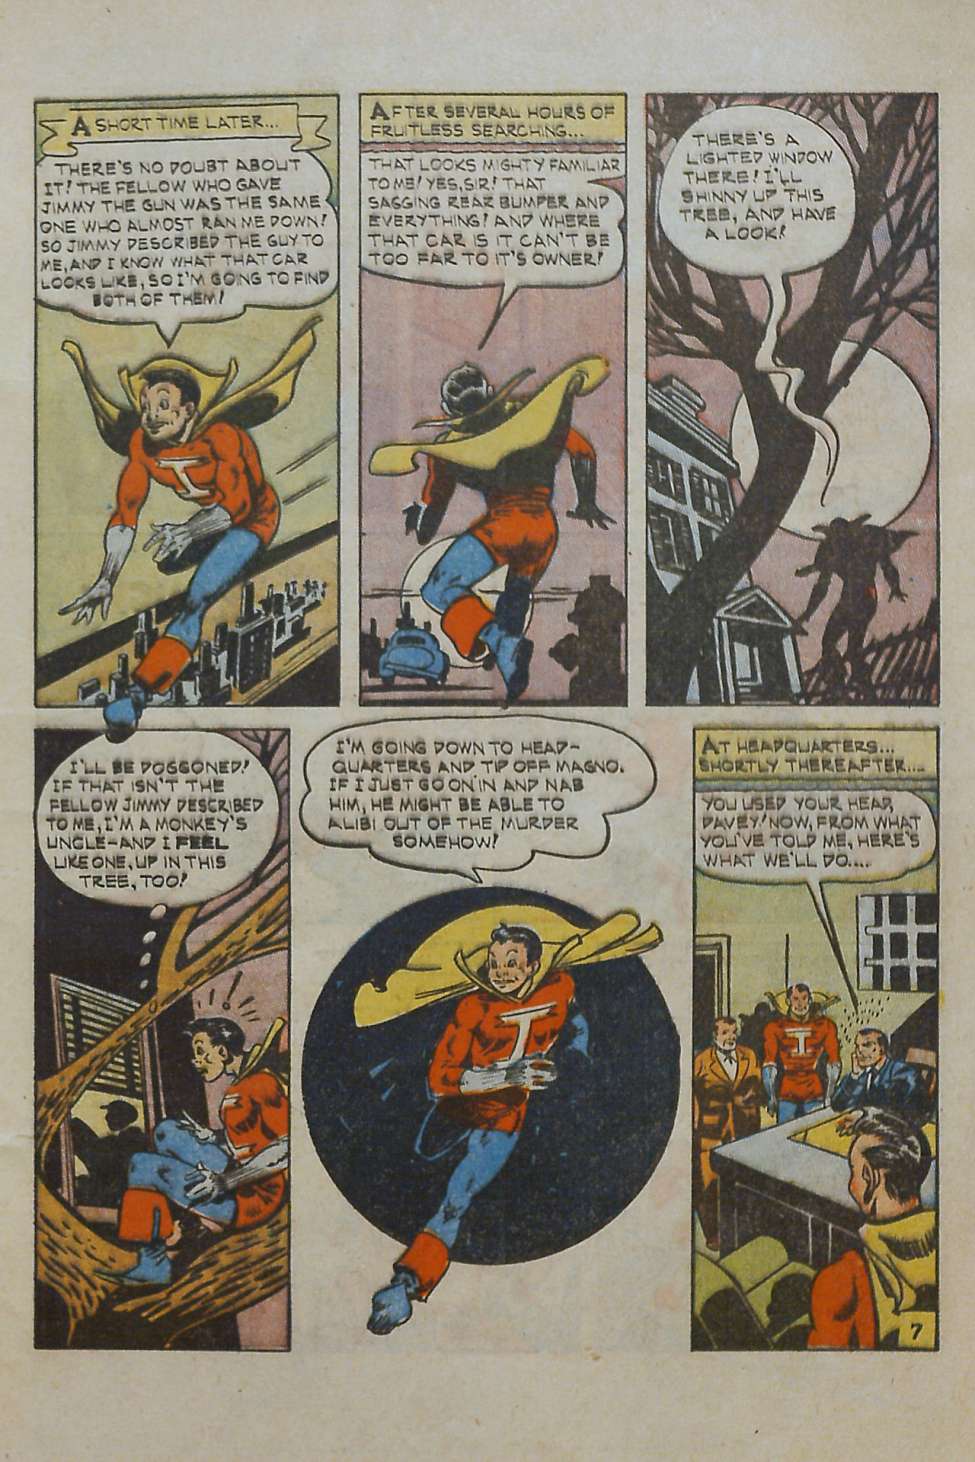 A SHORT TIME LATER...
THERE'S NO DOUBT ABOUT
IT! THE FELLOW WHO GAVE
JIMMY THE GUN WAS THE SAME
ONE WHO ALMOST RAN ME DOWN!
SO JIMMY DESCRIBED THE GUY TO
ME, AND I KNOW WHAT THAT CAR
LOOKS LIKE, SO I'M GOING TO FIND
BOTH OF THEM!
I
AFTER SEVERAL HOURS OF
FRUITLESS SEARCHING...
THAT LOOKS MIGHTY FAMILIAR
TO ME! YES, SIR! THAT
SAGGING REAR BUMPER AND
EVERYTHING! AND WHERE
THAT CAR IS IT CAN'T BE
TOO FAR TO IT'S OWNER!
THERE'S A
LIGHTED WINDOW
THERE! I'LL
SHINNY UP THIS
TREE, AND HAVE
A LOOK!
I'LL BE DOGGONED!
IF THAT ISN'T THE
FELLOW JIMMY DESCRIBED
TO ME, I'M A MONKEY'S
UNCLE-AND I FEEL
LIKE ONE, UP IN THIS
TREE, TOO!
I'M GOING DOWN TO HEAD-
QUARTERS AND TIP OFF MAGNO.
IF I JUST GO ON'IN AND NAB
HIM, HE MIGHT BE ABLE TO
ALIBI OUT OF THE MURDER
SOMEHOW!
I
AT HEADQUARTERS...
SHORTLY THEREAFTER...
YOU USED YOUR HEAD,
DAVEY! NOW, FROM WHAT
YOU'VE TOLD ME, HERE'S
WHAT WE'LL DO....
I
7